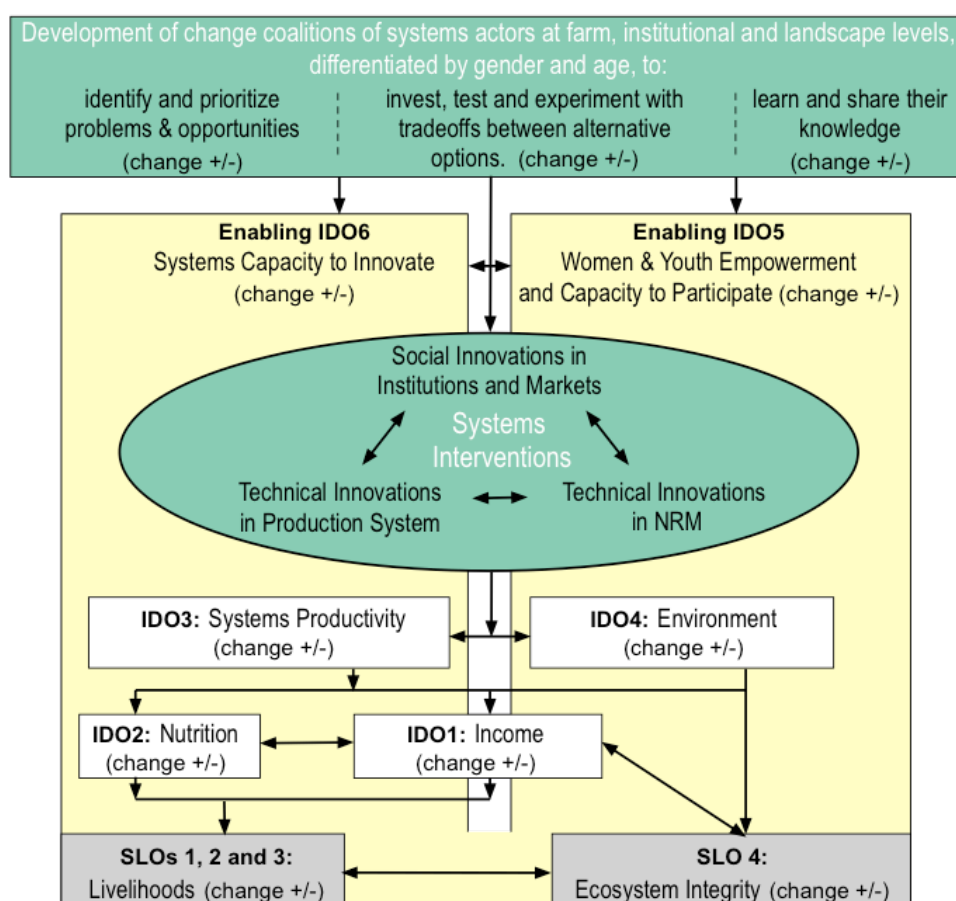 Development of change coalitions of systems actors at farm, institutional and landscape levels,
differentiated by gender and age, to:
identify and prioritize
problems & opportunities
(change +/-)
invest, test and experiment with
tradeoffs between alternative
options. (change +/-)
learn and share their
knowledge
(change +/-)
Enabling IDO6
Systems Capacity to Innovate
(change +/-)
Enabling IDO5
Women & Youth Empowerment
and Capacity to Participate (change +/-)
Social Innovations in
Institutions and Markets
Systems
Interventions
Technical Innovations
in Production System
Technical Innovations
in NRM
IDO3: Systems Productivity
(change +/-)
IDO4: Environment
(change +/-)
IDO2: Nutrition
(change +/-)
IDO1: Income
(change +/-)
SLOs 1, 2 and 3:
Livelihoods (change +/-)
SLO 4:
Ecosystem Integrity (change +/-)